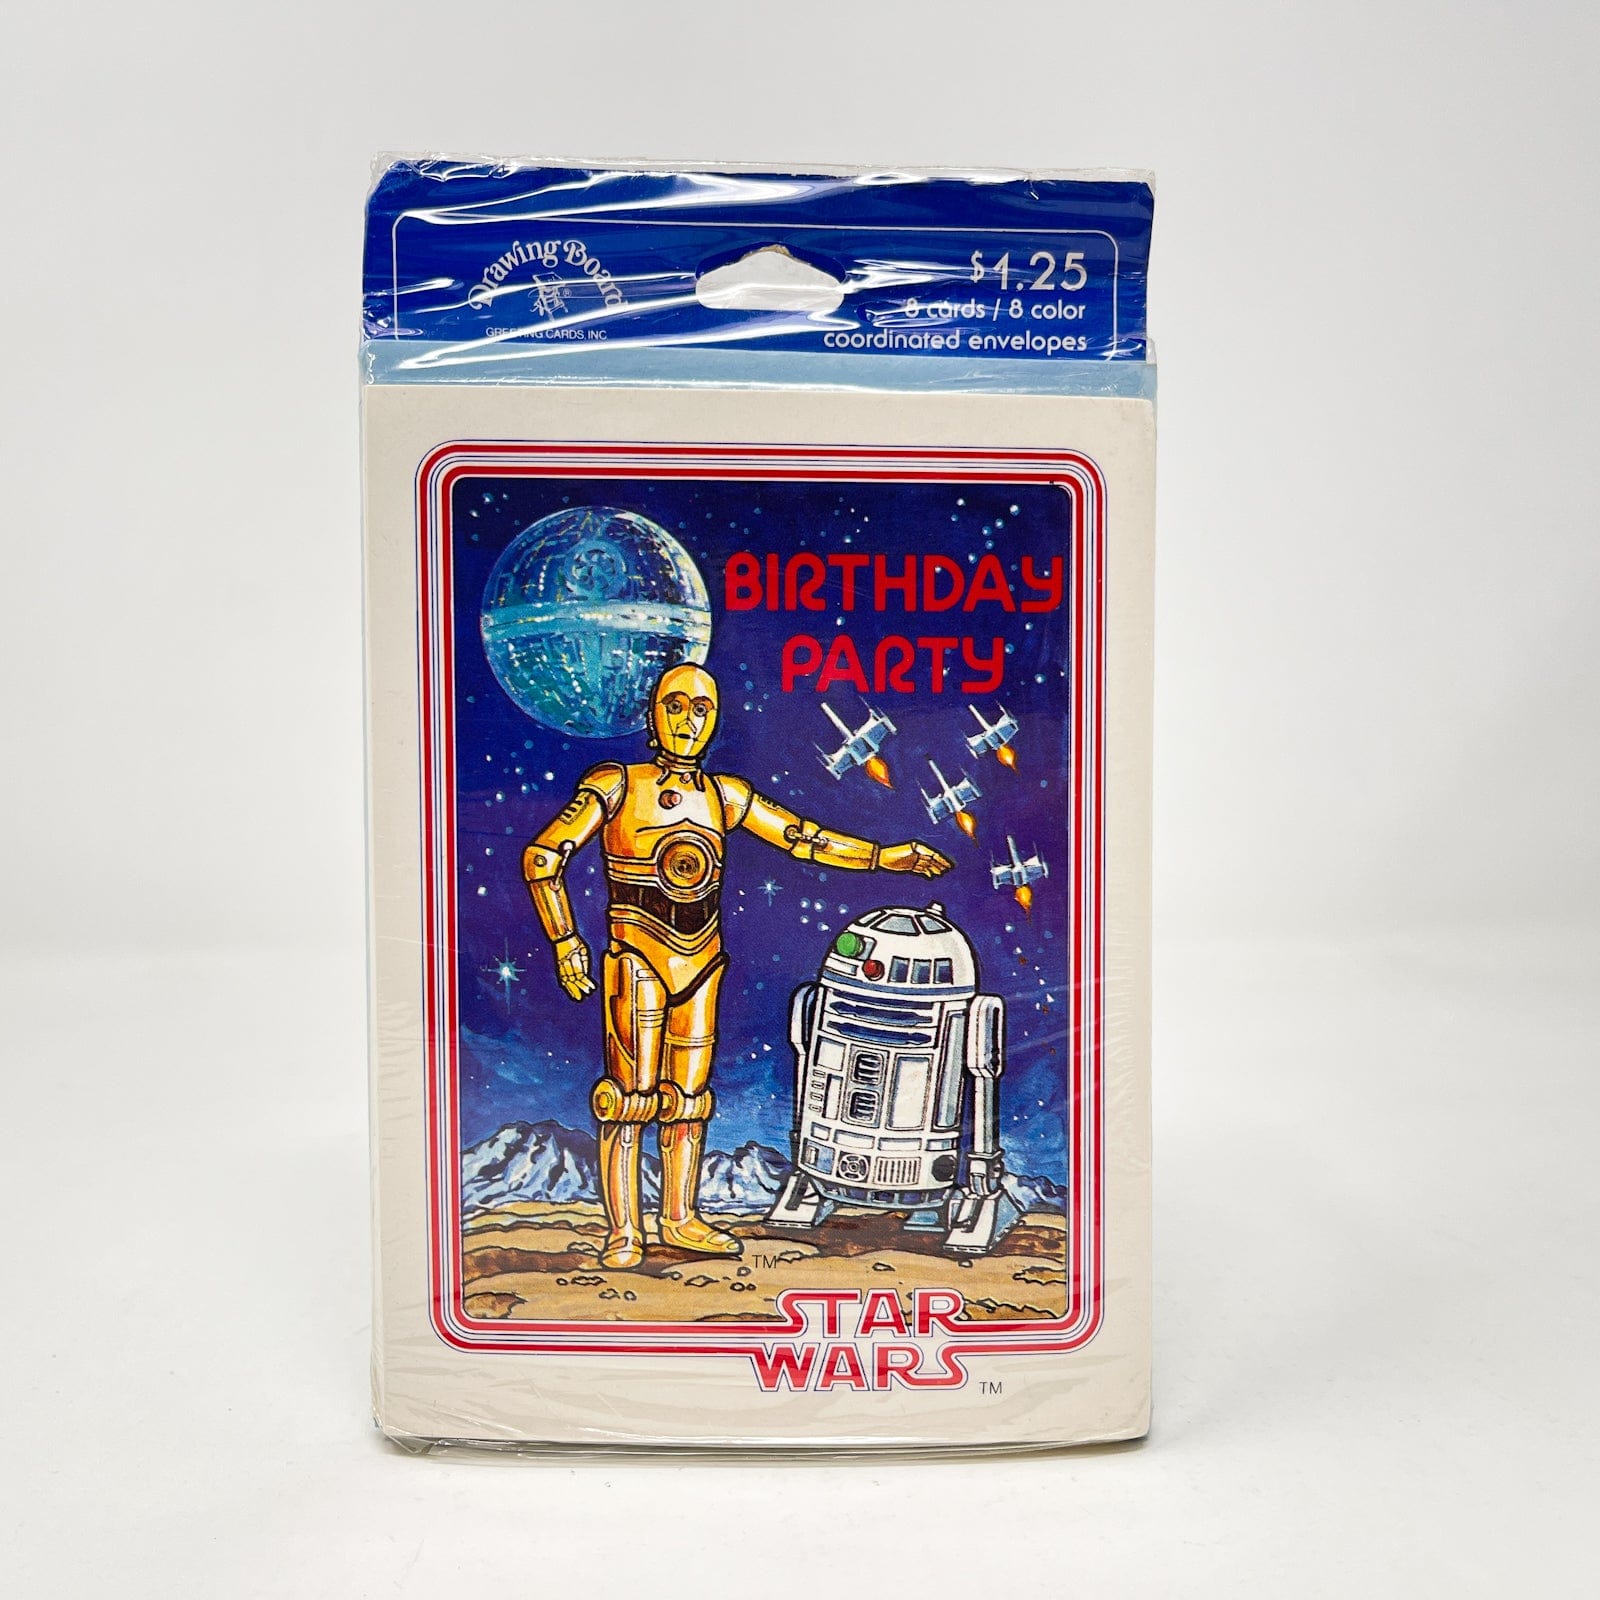 Drawing Board
®
GREETING CARDS, INC
$1.25
8 cards / 8 color
coordinated envelopes
BIRTHDAY
PARTY
TM
STAR
WARS
TM